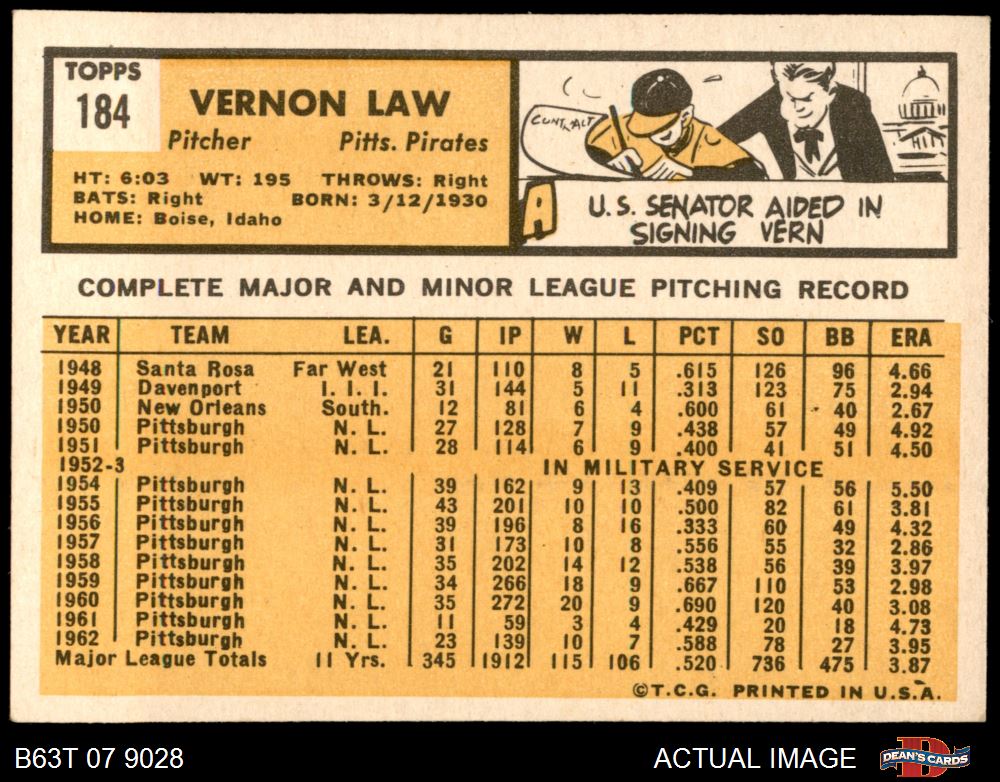 TOPPS
184
VERNON LAW
Pitcher Pitts. Pirates
HT: 6:03 WT: 195 THROWS: Right
BATS: Right BORN: 3/12/1930
HOME: Boise, Idaho
CONTRACT
U.S. SENATOR AIDED IN
SIGNING VERN
COMPLETE MAJOR AND MINOR LEAGUE PITCHING RECORD
YEAR TEAM LEA. G IP W L PCT SO BB ERA
1948 Santa Rosa Far West 21 110 8 5 .615 126 96 4.66
1949 Davenport I. I. I. 31 144 5 11 .313 123 75 2.94
1950 New Orleans South. 12 81 6 4 .600 61 40 2.67
1950 Pittsburgh N. L. 27 128 7 9 .438 57 49 4.92
1951 Pittsburgh N. L. 28 114 6 9 .400 41 51 4.50
1952-3 IN MILITARY SERVICE
1954 Pittsburgh N. L. 39 162 9 13 .409 57 56 5.50
1955 Pittsburgh N. L. 43 201 10 10 .500 82 61 3.81
1956 Pittsburgh N. L. 39 196 8 16 .333 60 49 4.32
1957 Pittsburgh N. L. 31 173 10 8 .556 55 32 2.86
1958 Pittsburgh N. L. 35 202 14 12 .538 56 39 3.97
1959 Pittsburgh N. L. 34 266 18 9 .667 110 53 2.98
1960 Pittsburgh N. L. 35 272 20 9 .690 120 40 3.08
1961 Pittsburgh N. L. 11 59 3 4 .429 20 18 4.73
1962 Pittsburgh N. L. 23 139 10 7 .588 78 27 3.95
Major League Totals 11 Yrs. 345 1912 115 106 .520 736 475 3.87
©T.C.G. PRINTED IN U.S.A.
B63T 07 9028 ACTUAL IMAGE DEAN'S CARDS